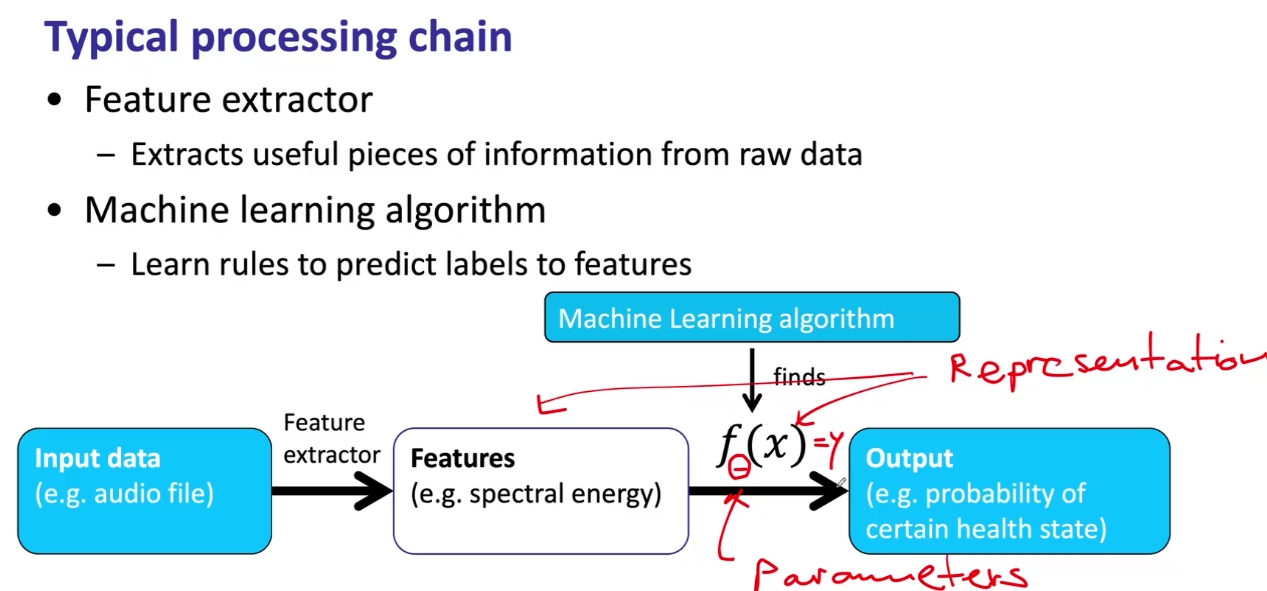 Typical processing chain
• Feature extractor
– Extracts useful pieces of information from raw data
• Machine learning algorithm
– Learn rules to predict labels to features
Machine Learning algorithm
finds
Representation
Feature
extractor
Input data
(e.g. audio file)
Features
(e.g. spectral energy)
fΘ(x) =y
Output
(e.g. probability of
certain health state)
Parameters